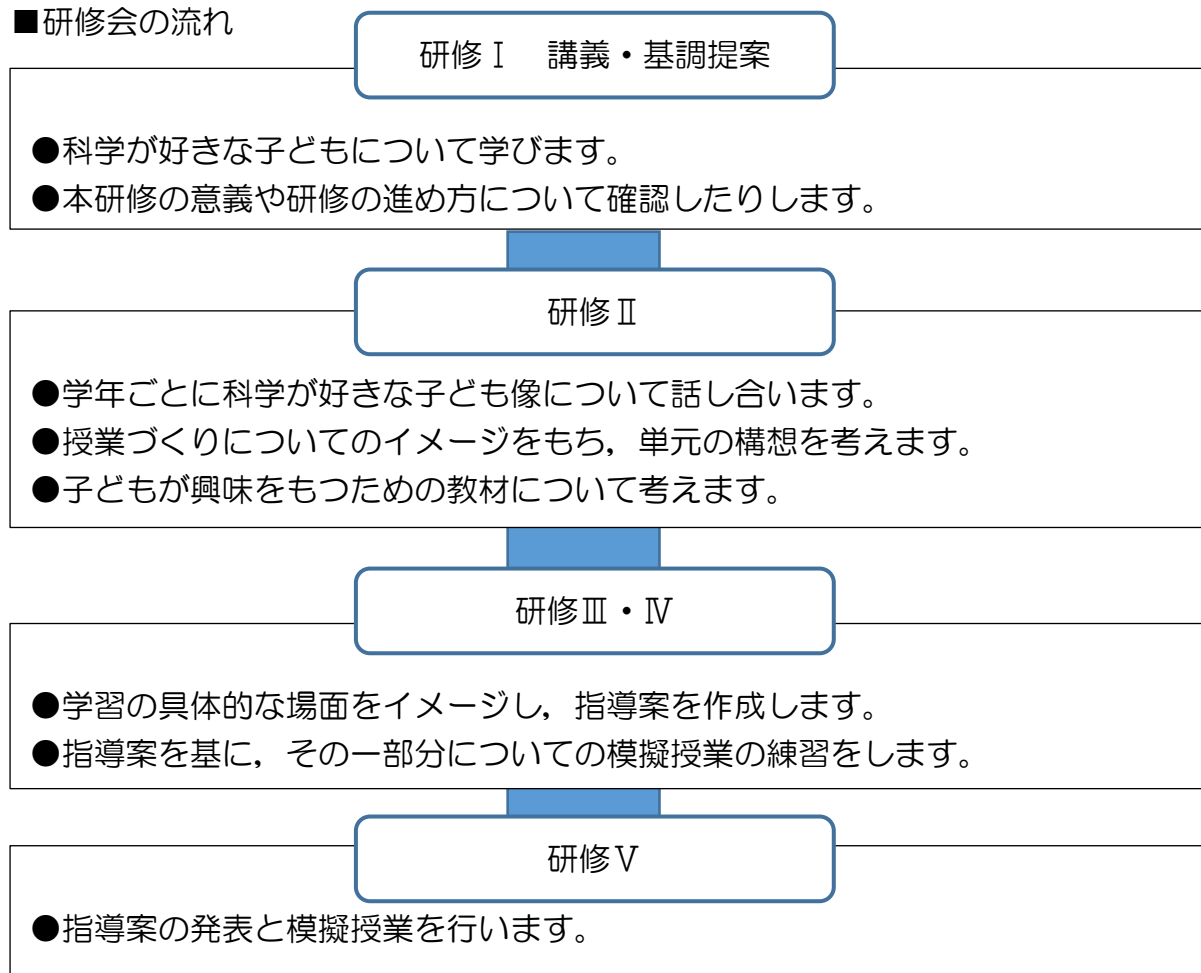 ■研修会の流れ
研修Ⅰ　講義・基調提案
●科学が好きな子どもについて学びます。
●本研修の意義や研修の進め方について確認したりします。
研修Ⅱ
●学年ごとに科学が好きな子ども像について話し合います。
●授業づくりについてのイメージをもち，単元の構想を考えます。
●子どもが興味をもつための教材について考えます。
研修Ⅲ・Ⅳ
●学習の具体的な場面をイメージし，指導案を作成します。
●指導案を基に，その一部分についての模擬授業の練習をします。
研修Ⅴ
●指導案の発表と模擬授業を行います。